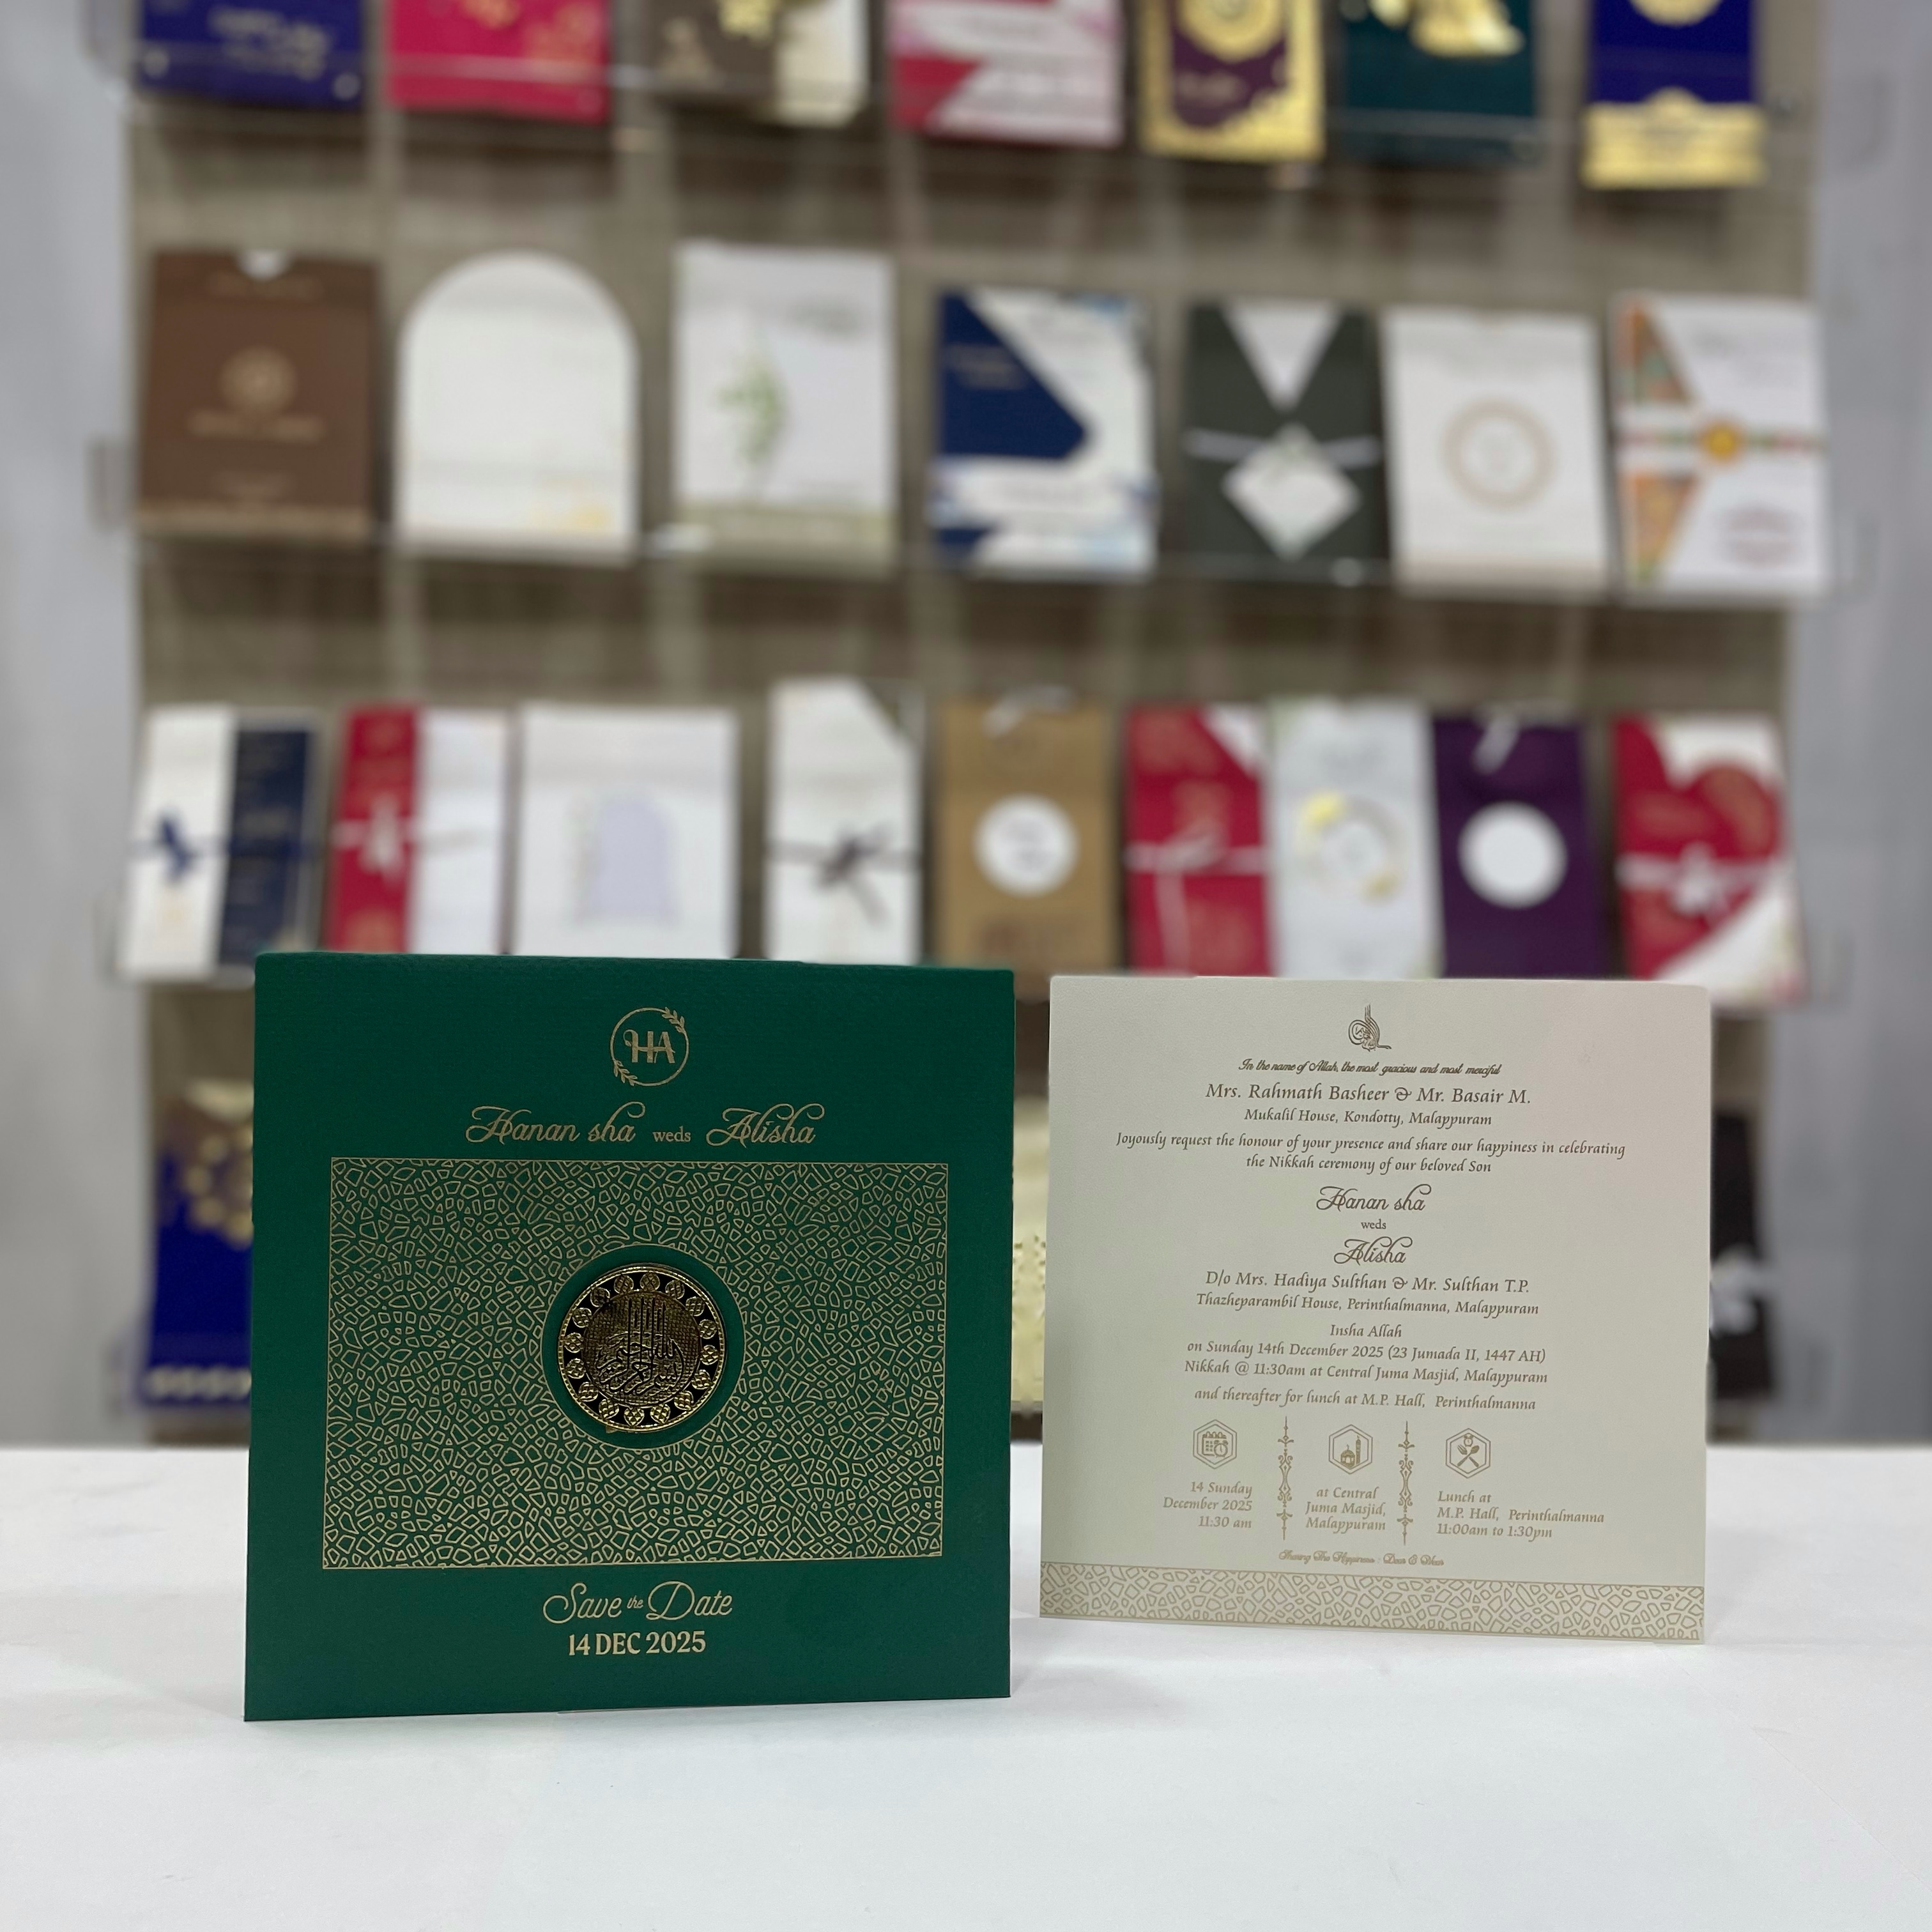 HA
Hanan sha weds Alisha
Save the Date
14 DEC 2025
In the name of Allah, the most gracious and most merciful
Mrs. Rahmath Basheer & Mr. Basair M.
Mukalil House, Kondotty, Malappuram
Joyously request the honour of your presence and share our happiness in celebrating
the Nikkah ceremony of our beloved Son
Hanan sha
weds
Alisha
D/o Mrs. Hadiya Sulthan & Mr. Sulthan T.P.
Thazheparambil House, Perinthalmanna, Malappuram
Insha Allah
on Sunday 14th December 2025 (23 Jumada II, 1447 AH)
Nikkah @ 11:30am at Central Juma Masjid, Malappuram
and thereafter for lunch at M.P. Hall, Perinthalmanna
14 Sunday
December 2025
11:30 am
at Central
Juma Masjid,
Malappuram
Lunch at
M.P. Hall, Perinthalmanna
11:00am to 1:30pm
The Happiness : Dear & Near